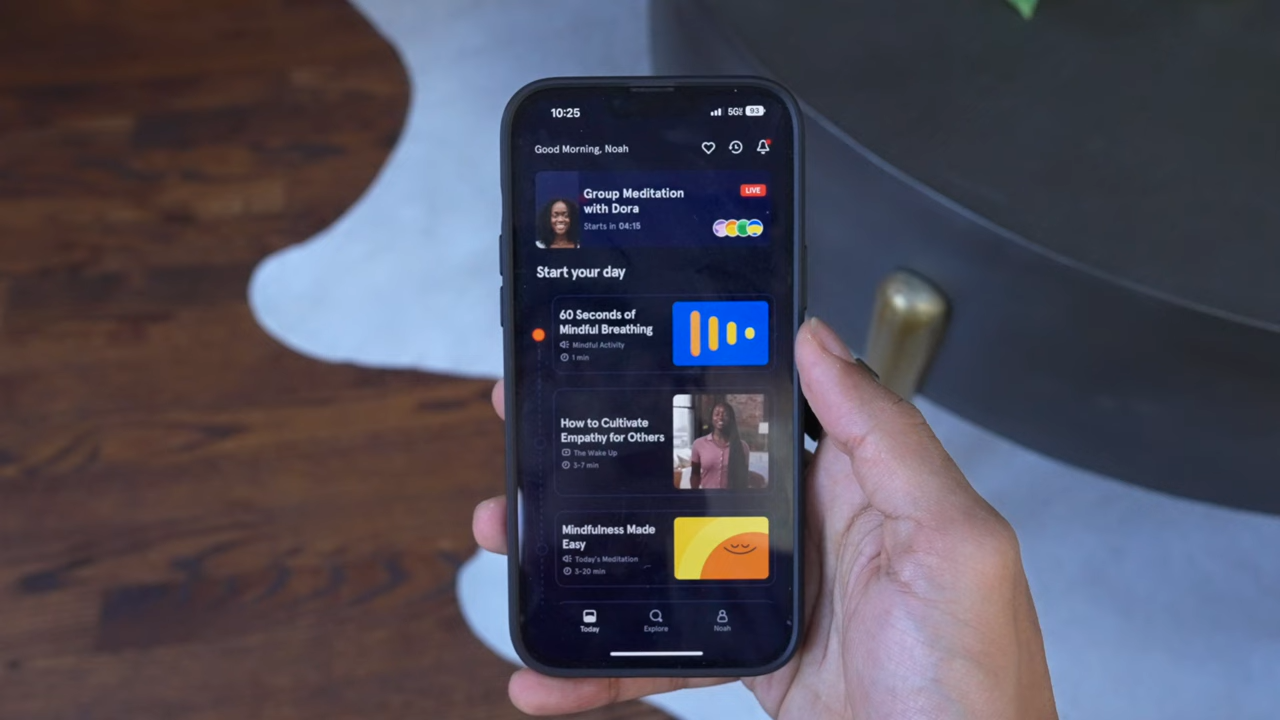 10:25
5G 93
Good Morning, Noah
Group Meditation
with Dora
LIVE
Starts in 04:15
Start your day
60 Seconds of
Mindful Breathing
Mindful Activity
1 min
How to Cultivate
Empathy for Others
The Wake Up
3-7 min
Mindfulness Made
Easy
Today's Meditation
3-20 min
Today
Explore
Noah